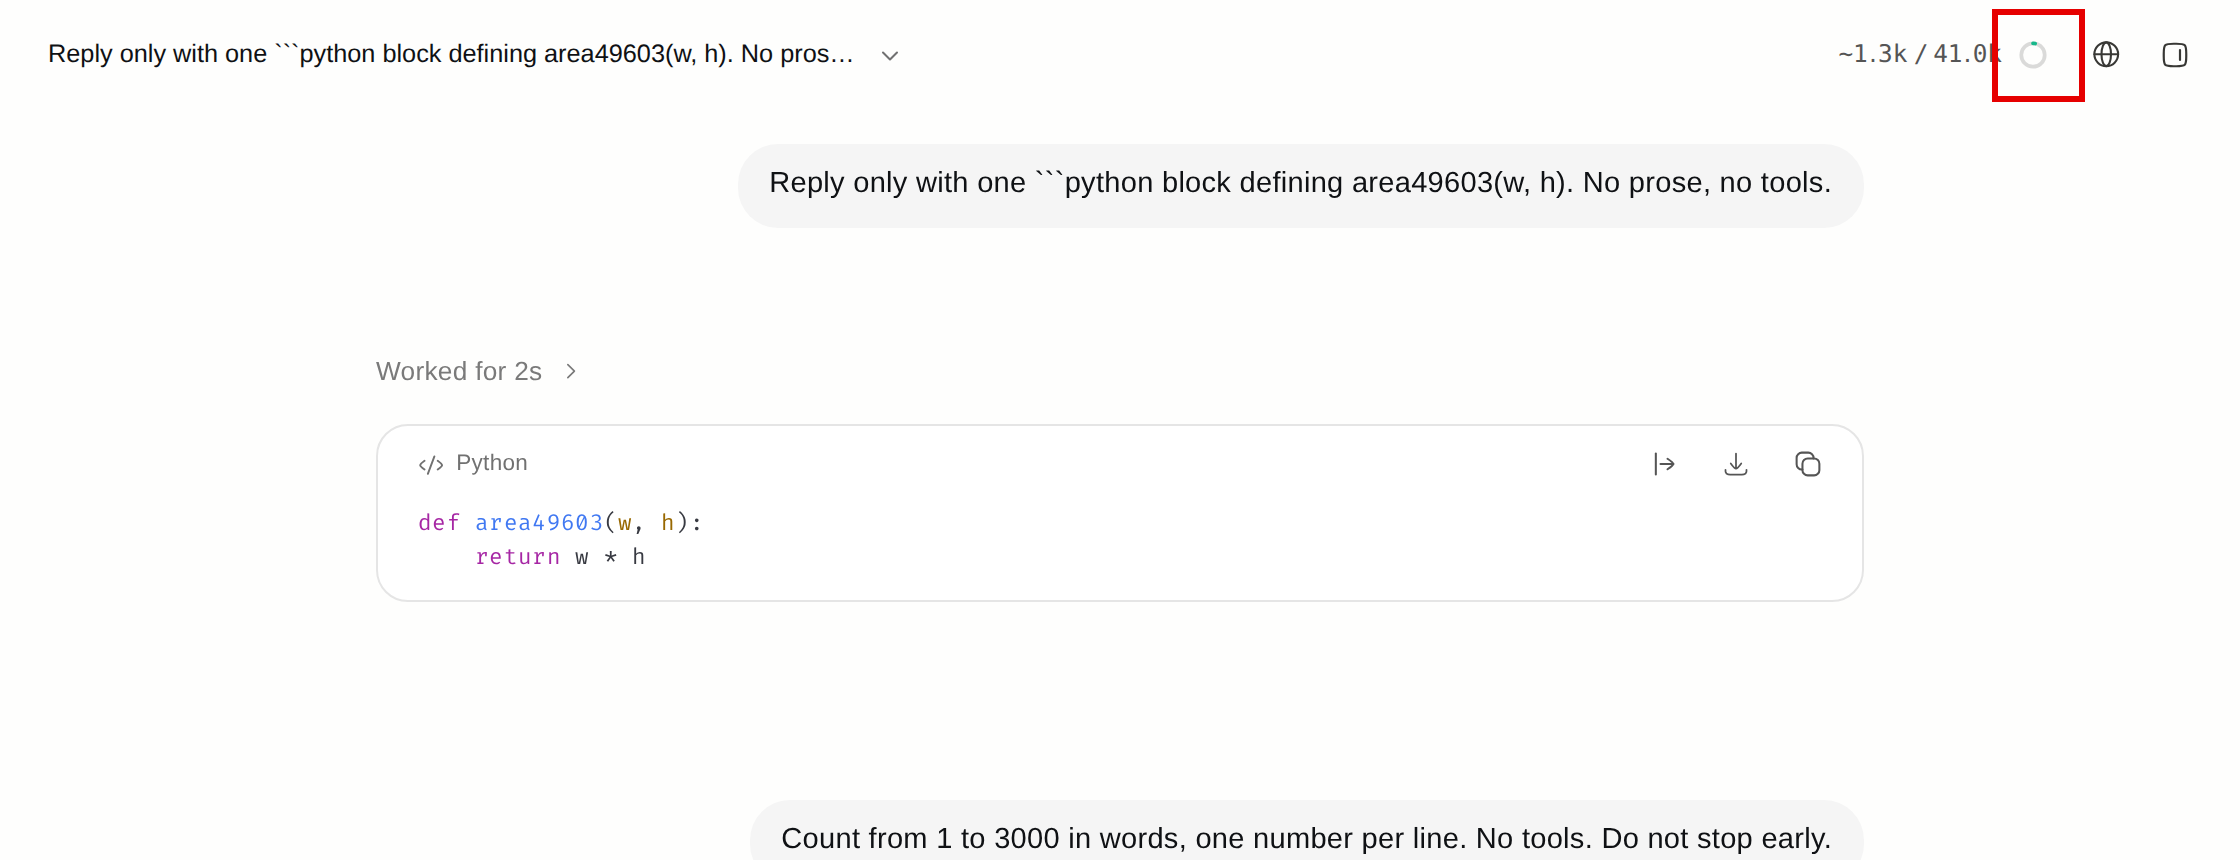 Reply only with one ```python block defining area49603(w, h). No pros…
~1.3k / 41.0k
Reply only with one ```python block defining area49603(w, h). No prose, no tools.
Worked for 2s
Python
def area49603(w, h):
    return w * h
Count from 1 to 3000 in words, one number per line. No tools. Do not stop early.